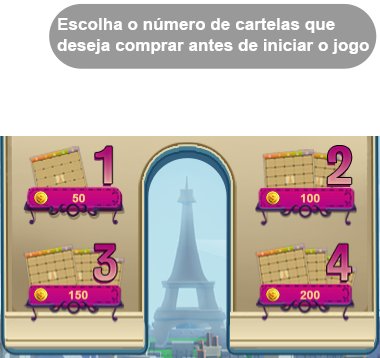 Escolha o número de cartelas que
deseja comprar antes de iniciar o jogo
1 2
50 100
3 4
150 200